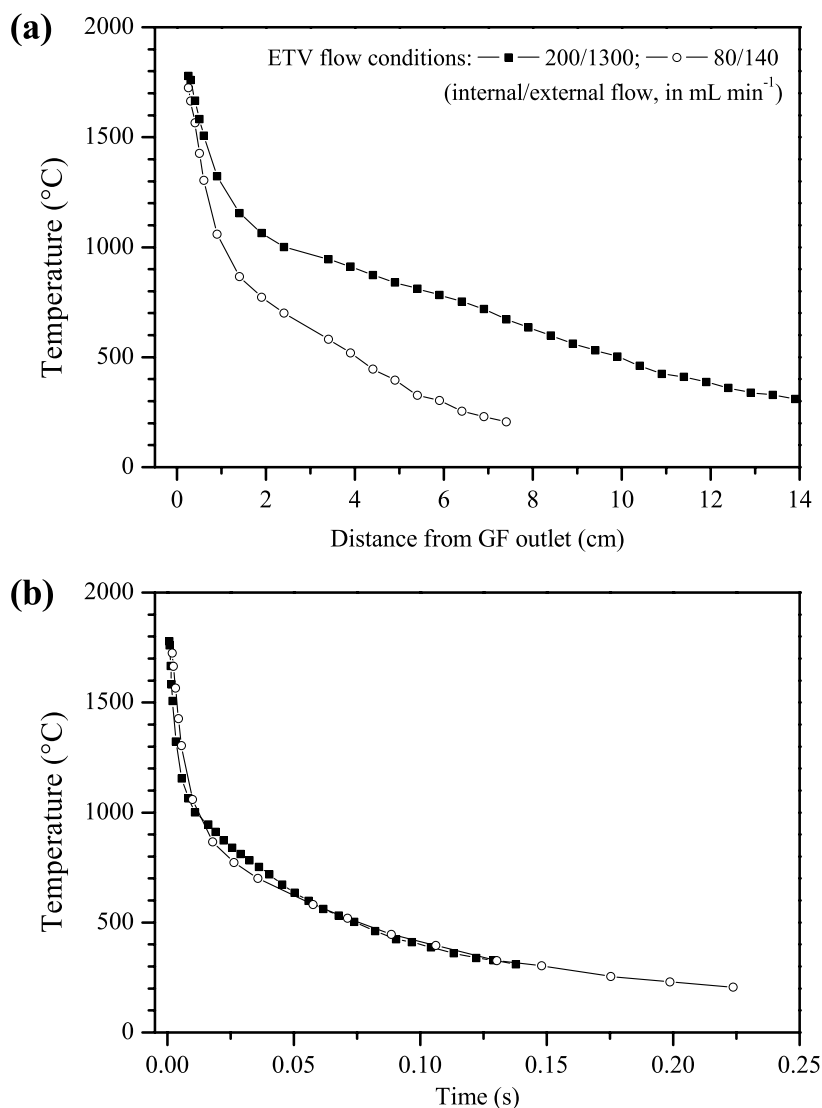 (a)
2000
1500
1000
500
0
Temperature (°C)
ETV flow conditions: 200/1300; 80/140
(internal/external flow, in mL min⁻¹)
0 2 4 6 8 10 12 14
Distance from GF outlet (cm)
(b)
2000
1500
1000
500
0
Temperature (°C)
0.00 0.05 0.10 0.15 0.20 0.25
Time (s)